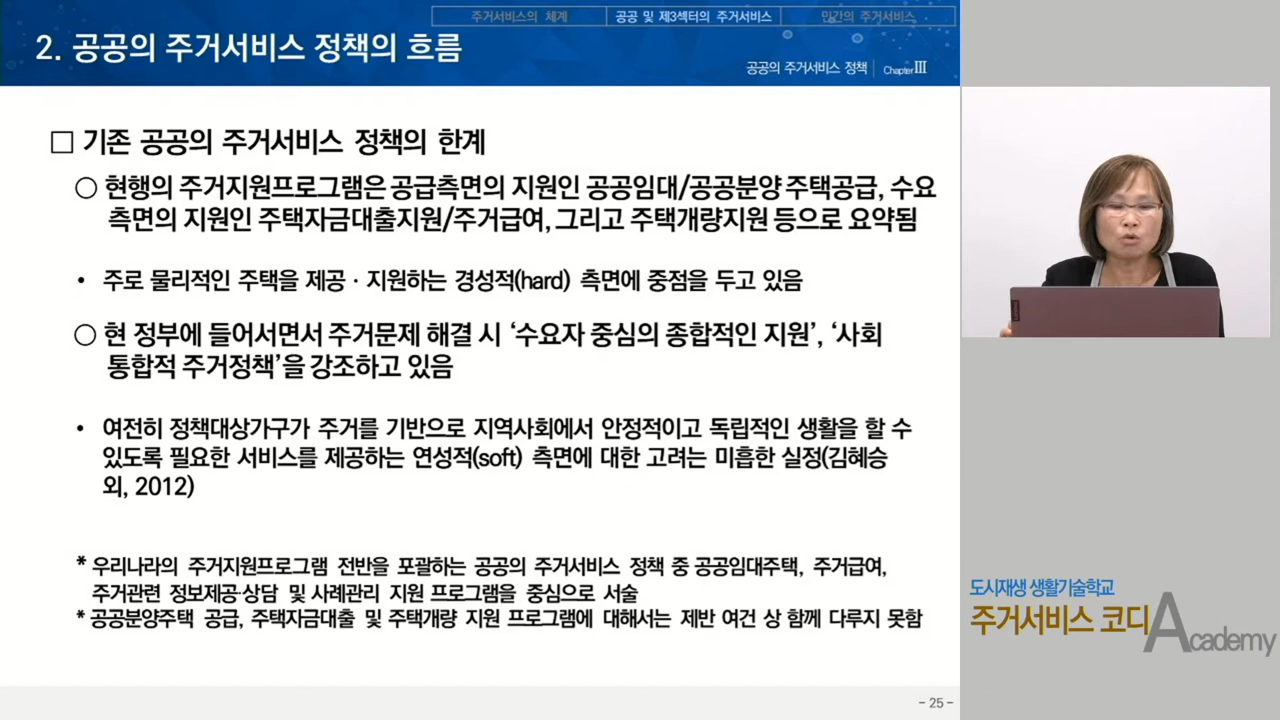 주거서비스의 체계
공공 및 제3섹터의 주거서비스
민간의 주거서비스
2. 공공의 주거서비스 정책의 흐름
공공의 주거서비스 정책 | Chapter Ⅲ
□ 기존 공공의 주거서비스 정책의 한계
○ 현행의 주거지원프로그램은 공급측면의 지원인 공공임대/공공분양 주택공급, 수요
측면의 지원인 주택자금대출지원/주거급여, 그리고 주택개량지원 등으로 요약됨
• 주로 물리적인 주택을 제공 · 지원하는 경성적(hard) 측면에 중점을 두고 있음
○ 현 정부에 들어서면서 주거문제 해결 시 ‘수요자 중심의 종합적인 지원’, ‘사회
통합적 주거정책’을 강조하고 있음
• 여전히 정책대상가구가 주거를 기반으로 지역사회에서 안정적이고 독립적인 생활을 할 수
있도록 필요한 서비스를 제공하는 연성적(soft) 측면에 대한 고려는 미흡한 실정(김혜승
외, 2012)
* 우리나라의 주거지원프로그램 전반을 포괄하는 공공의 주거서비스 정책 중 공공임대주택, 주거급여,
주거관련 정보제공·상담 및 사례관리 지원 프로그램을 중심으로 서술
* 공공분양주택 공급, 주택자금대출 및 주택개량 지원 프로그램에 대해서는 제반 여건 상 함께 다루지 못함
- 25 -
Lenovo
도시재생 생활기술학교
주거서비스 코디
Academy